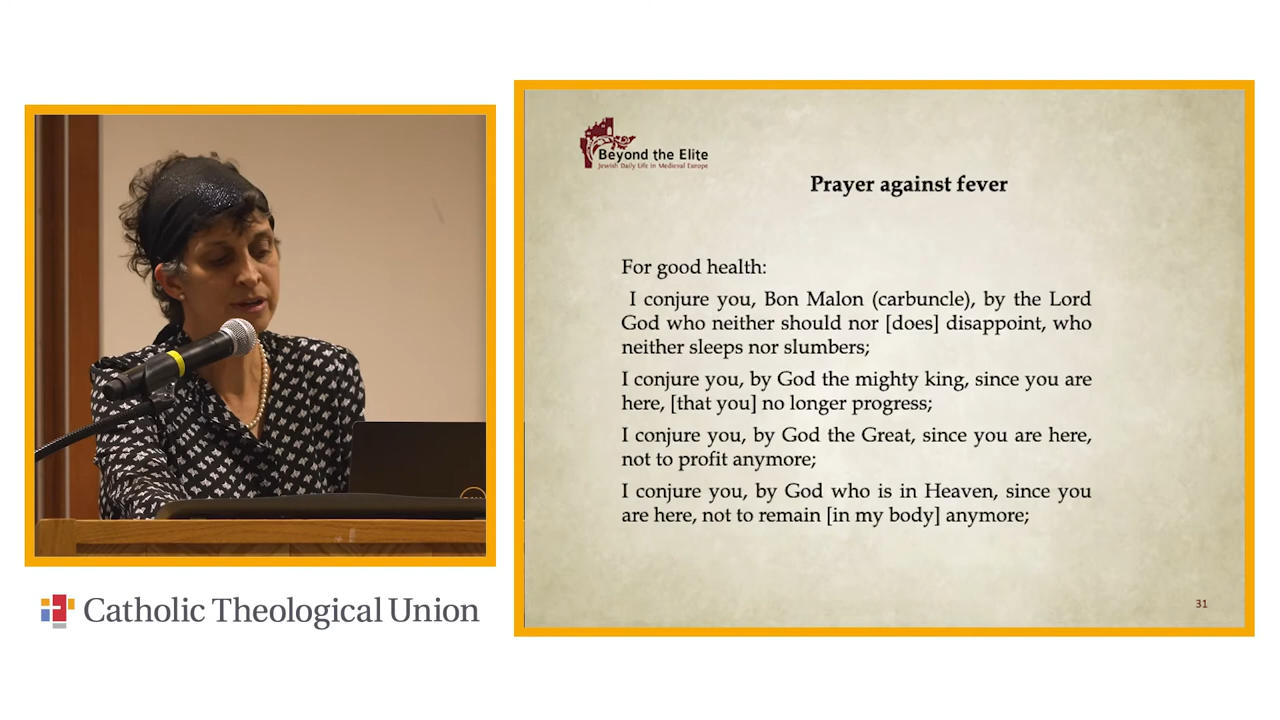 Beyond the Elite
Jewish Daily Life in Medieval Europe
Prayer against fever
For good health:
I conjure you, Bon Malon (carbuncle), by the Lord
God who neither should nor [does] disappoint, who
neither sleeps nor slumbers;
I conjure you, by God the mighty king, since you are
here, [that you] no longer progress;
I conjure you, by God the Great, since you are here,
not to profit anymore;
I conjure you, by God who is in Heaven, since you
are here, not to remain [in my body] anymore;
31
Catholic Theological Union